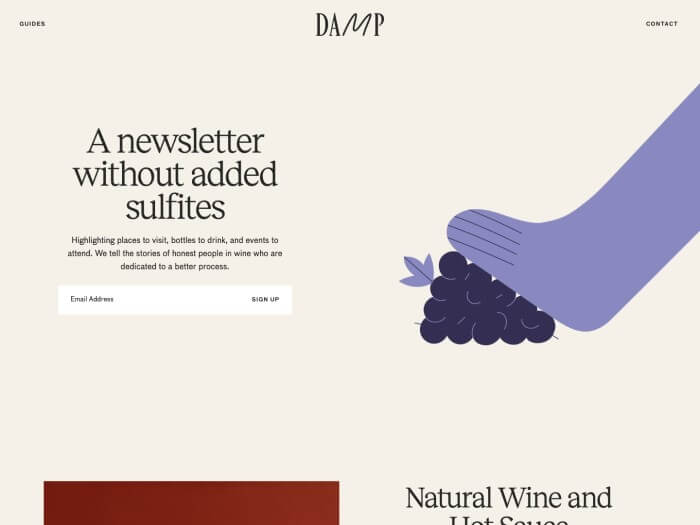 GUIDES
DAMP
CONTACT
A newsletter
without added
sulfites
Highlighting places to visit, bottles to drink, and events to
attend. We tell the stories of honest people in wine who are
dedicated to a better process.
Email Address
SIGN UP
Natural Wine and
Hot Sauce